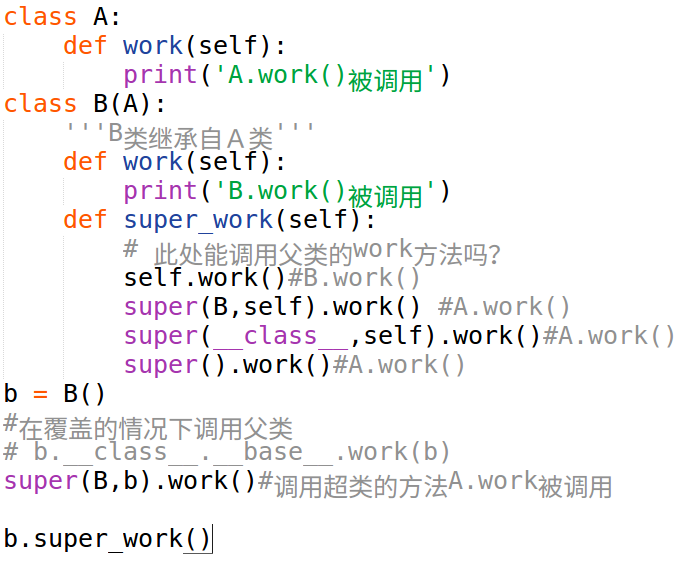 class A:
    def work(self):
        print('A.work()被调用')
class B(A):
    '''B类继承自Ａ类'''
    def work(self):
        print('B.work()被调用')
    def super_work(self):
        # 此处能调用父类的work方法吗?
        self.work()#B.work()
        super(B,self).work() #A.work()
        super(__class__,self).work()#A.work()
        super().work()#A.work()
b = B()
#在覆盖的情况下调用父类
# b.__class__.__base__.work(b)
super(B,b).work()#调用超类的方法A.work被调用
b.super_work()